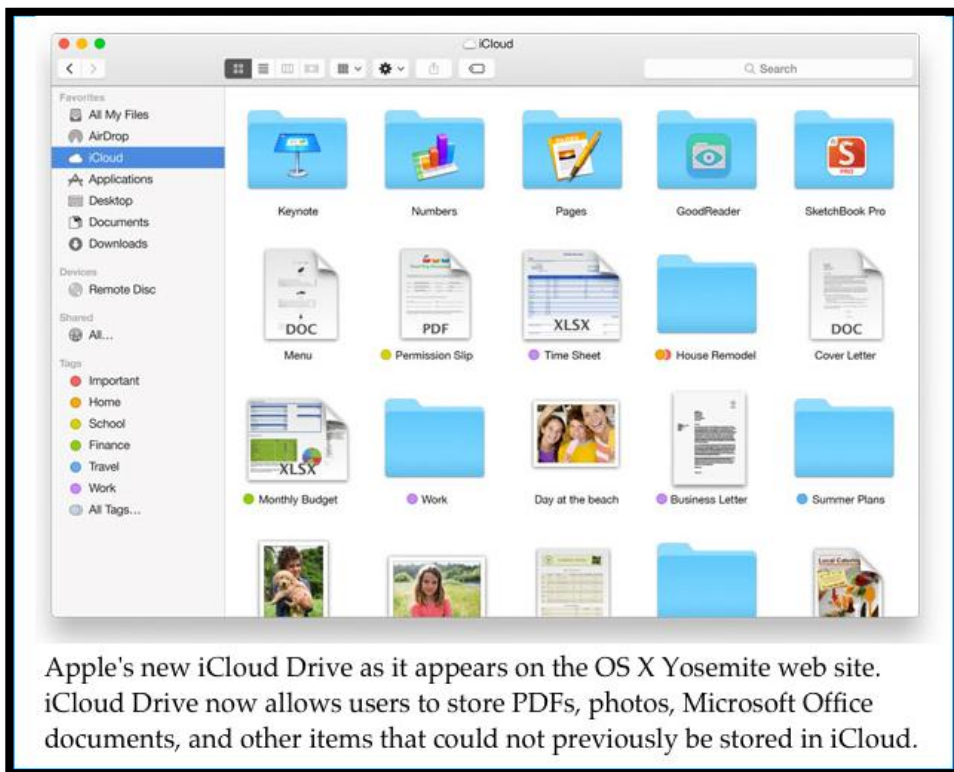 iCloud
Search
Favorites
All My Files
AirDrop
iCloud
Applications
Desktop
Documents
Downloads
Devices
Remote Disc
Shared
All...
Tags
Important
Home
School
Finance
Travel
Work
All Tags...
Keynote Numbers Pages GoodReader SketchBook Pro
S
PRO
DOC PDF XLSX DOC
Menu Permission Slip Time Sheet House Remodel Cover Letter
XLSX
Monthly Budget Work Day at the beach Business Letter Summer Plans
Local Catering
Apple's new iCloud Drive as it appears on the OS X Yosemite web site.
iCloud Drive now allows users to store PDFs, photos, Microsoft Office
documents, and other items that could not previously be stored in iCloud.